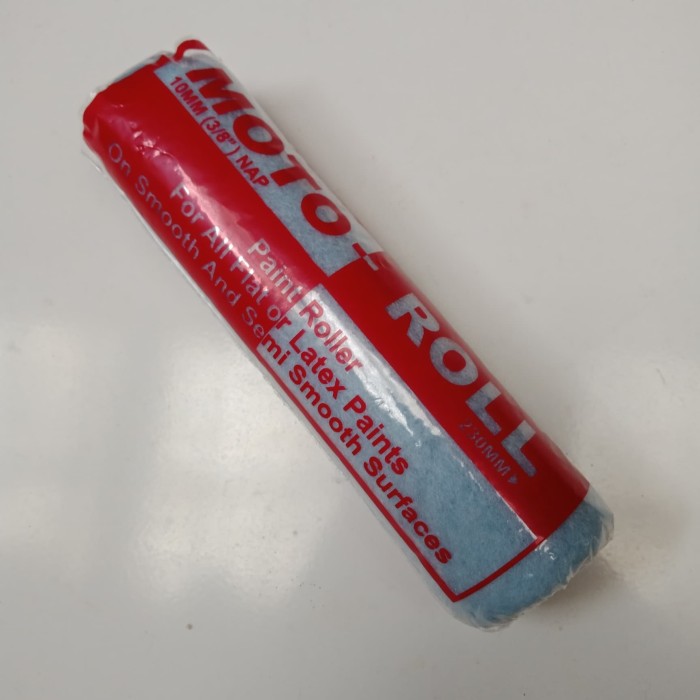 MOTO-ROLL
10MM (3/8") NAP
240MM
Paint Roller
For All Flat or Latex Paints
On Smooth And Semi Smooth Surfaces